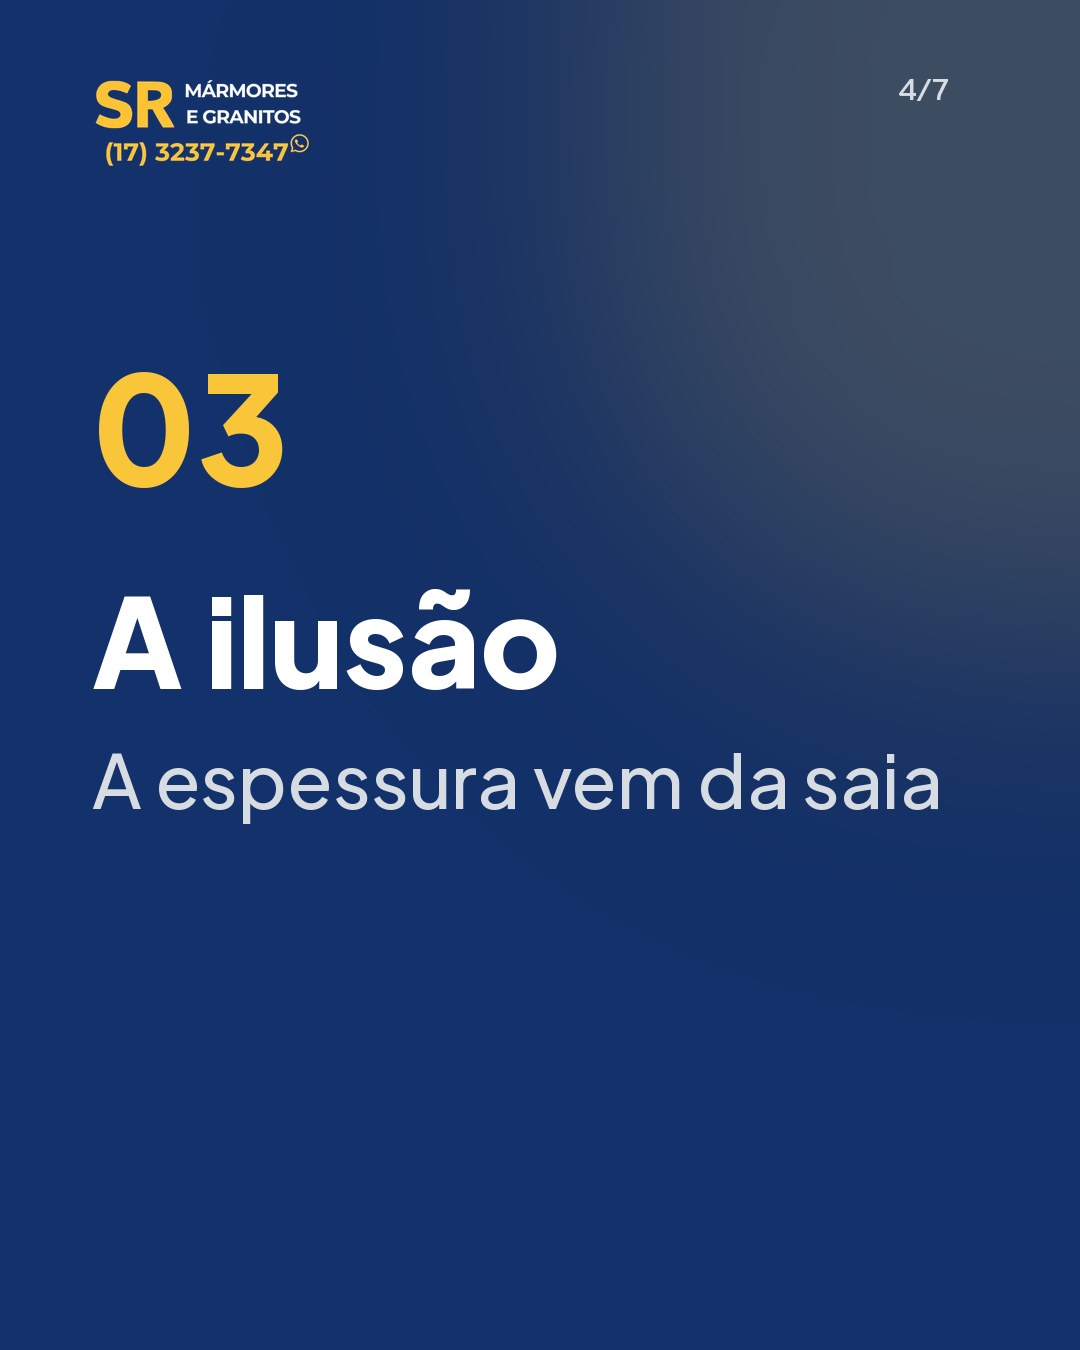 SR MÁRMORES
E GRANITOS
(17) 3237-7347
4/7
03
A ilusão
A espessura vem da saia